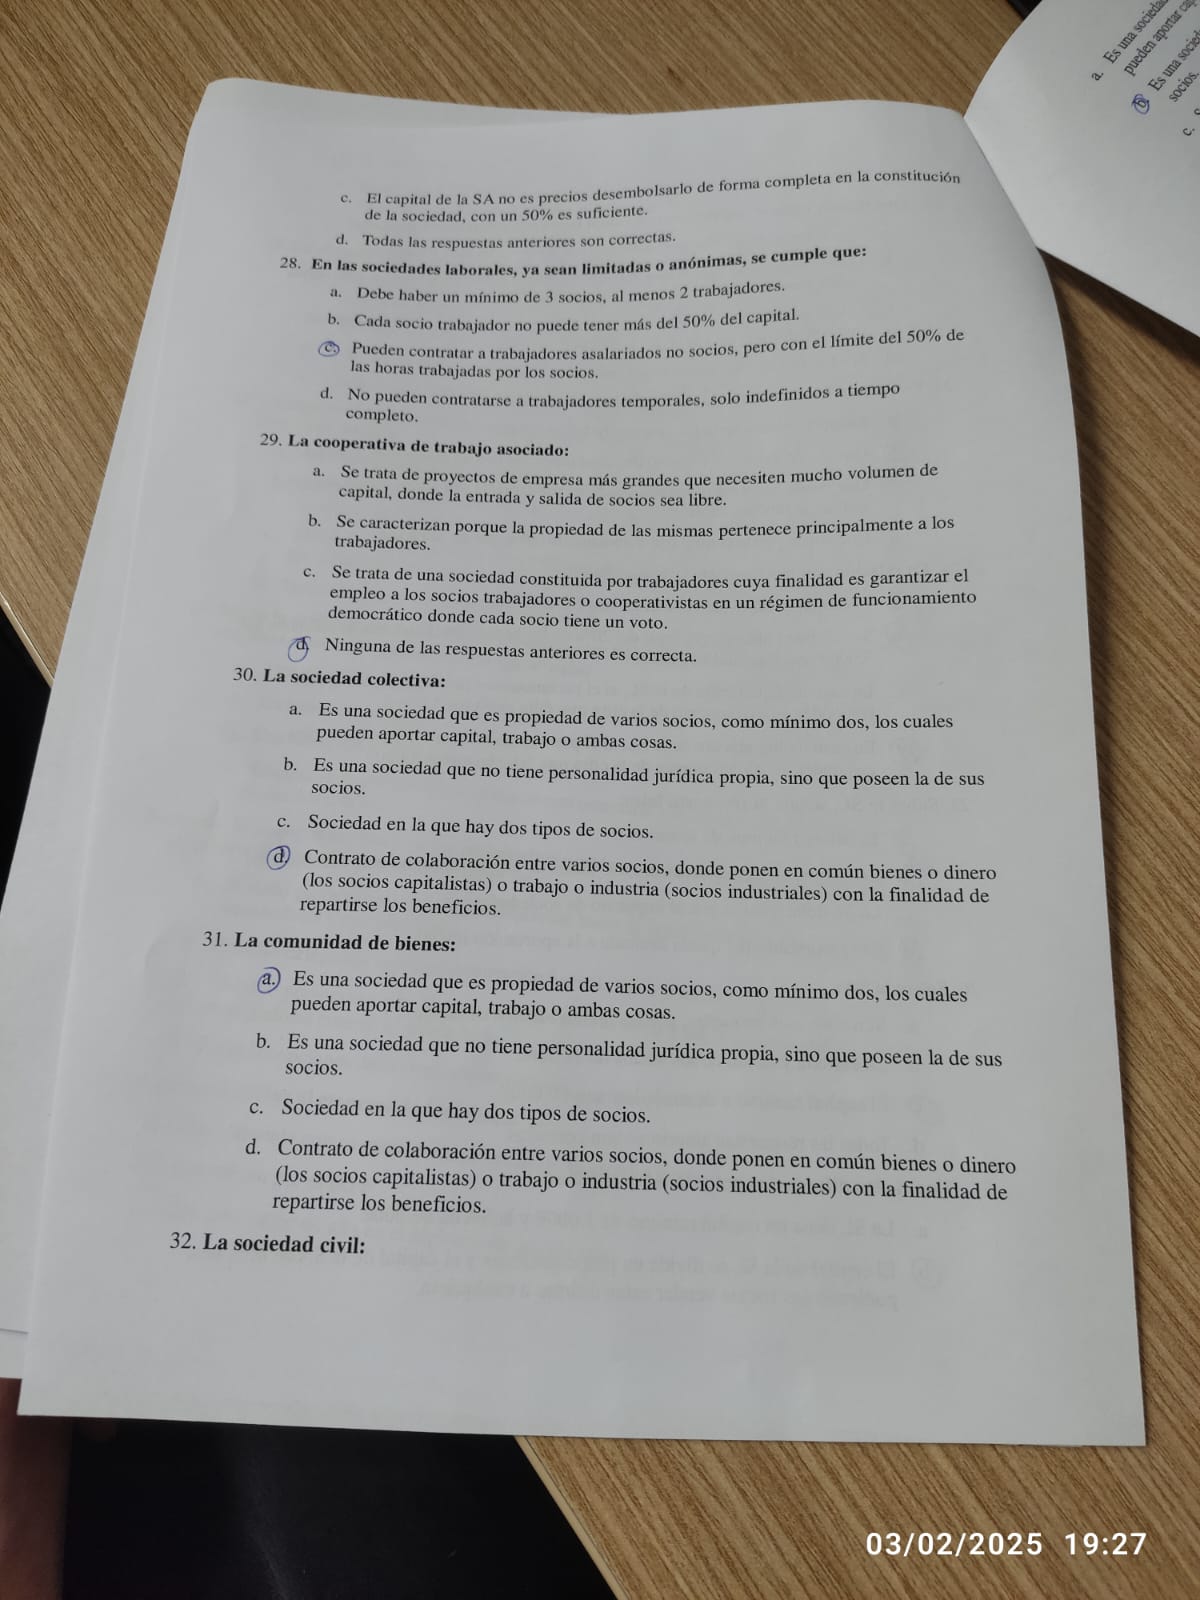 a. Es una sociedad
pueden aportar cap
b. Es una socied
socios.
c.
c. El capital de la SA no es precios desembolsarlo de forma completa en la constitución
de la sociedad, con un 50% es suficiente.
d. Todas las respuestas anteriores son correctas.
28. En las sociedades laborales, ya sean limitadas o anónimas, se cumple que:
a. Debe haber un mínimo de 3 socios, al menos 2 trabajadores.
b. Cada socio trabajador no puede tener más del 50% del capital.
c. Pueden contratar a trabajadores asalariados no socios, pero con el límite del 50% de
las horas trabajadas por los socios.
d. No pueden contratarse a trabajadores temporales, solo indefinidos a tiempo
completo.
29. La cooperativa de trabajo asociado:
a. Se trata de proyectos de empresa más grandes que necesiten mucho volumen de
capital, donde la entrada y salida de socios sea libre.
b. Se caracterizan porque la propiedad de las mismas pertenece principalmente a los
trabajadores.
c. Se trata de una sociedad constituida por trabajadores cuya finalidad es garantizar el
empleo a los socios trabajadores o cooperativistas en un régimen de funcionamiento
democrático donde cada socio tiene un voto.
d. Ninguna de las respuestas anteriores es correcta.
30. La sociedad colectiva:
a. Es una sociedad que es propiedad de varios socios, como mínimo dos, los cuales
pueden aportar capital, trabajo o ambas cosas.
b. Es una sociedad que no tiene personalidad jurídica propia, sino que poseen la de sus
socios.
c. Sociedad en la que hay dos tipos de socios.
d. Contrato de colaboración entre varios socios, donde ponen en común bienes o dinero
(los socios capitalistas) o trabajo o industria (socios industriales) con la finalidad de
repartirse los beneficios.
31. La comunidad de bienes:
a. Es una sociedad que es propiedad de varios socios, como mínimo dos, los cuales
pueden aportar capital, trabajo o ambas cosas.
b. Es una sociedad que no tiene personalidad jurídica propia, sino que poseen la de sus
socios.
c. Sociedad en la que hay dos tipos de socios.
d. Contrato de colaboración entre varios socios, donde ponen en común bienes o dinero
(los socios capitalistas) o trabajo o industria (socios industriales) con la finalidad de
repartirse los beneficios.
32. La sociedad civil:
03/02/2025 19:27